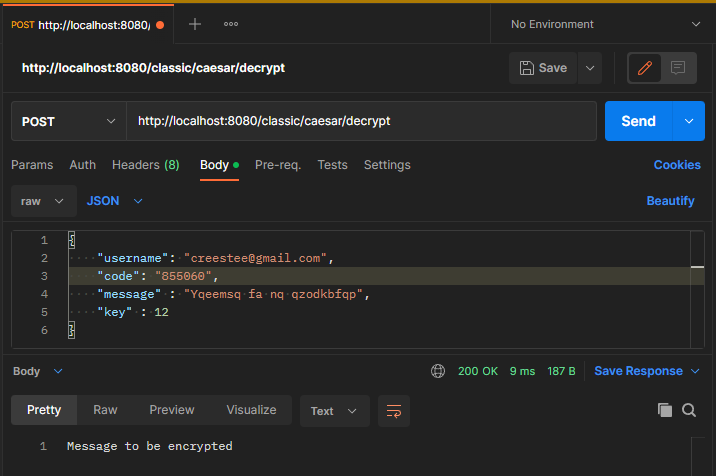 POST http://localhost:8080/
No Environment
http://localhost:8080/classic/caesar/decrypt
Save
POST http://localhost:8080/classic/caesar/decrypt
Send
Params Auth Headers (8) Body Pre-req. Tests Settings Cookies
raw JSON Beautify
1 {
2 "username": "creestee@gmail.com",
3 "code": "855060",
4 "message" : "Yqeemsq fa nq qzodkbfqp",
5 "key" : 12
6 }
Body 200 OK 9 ms 187 B Save Response
Pretty Raw Preview Visualize Text
1 Message to be encrypted